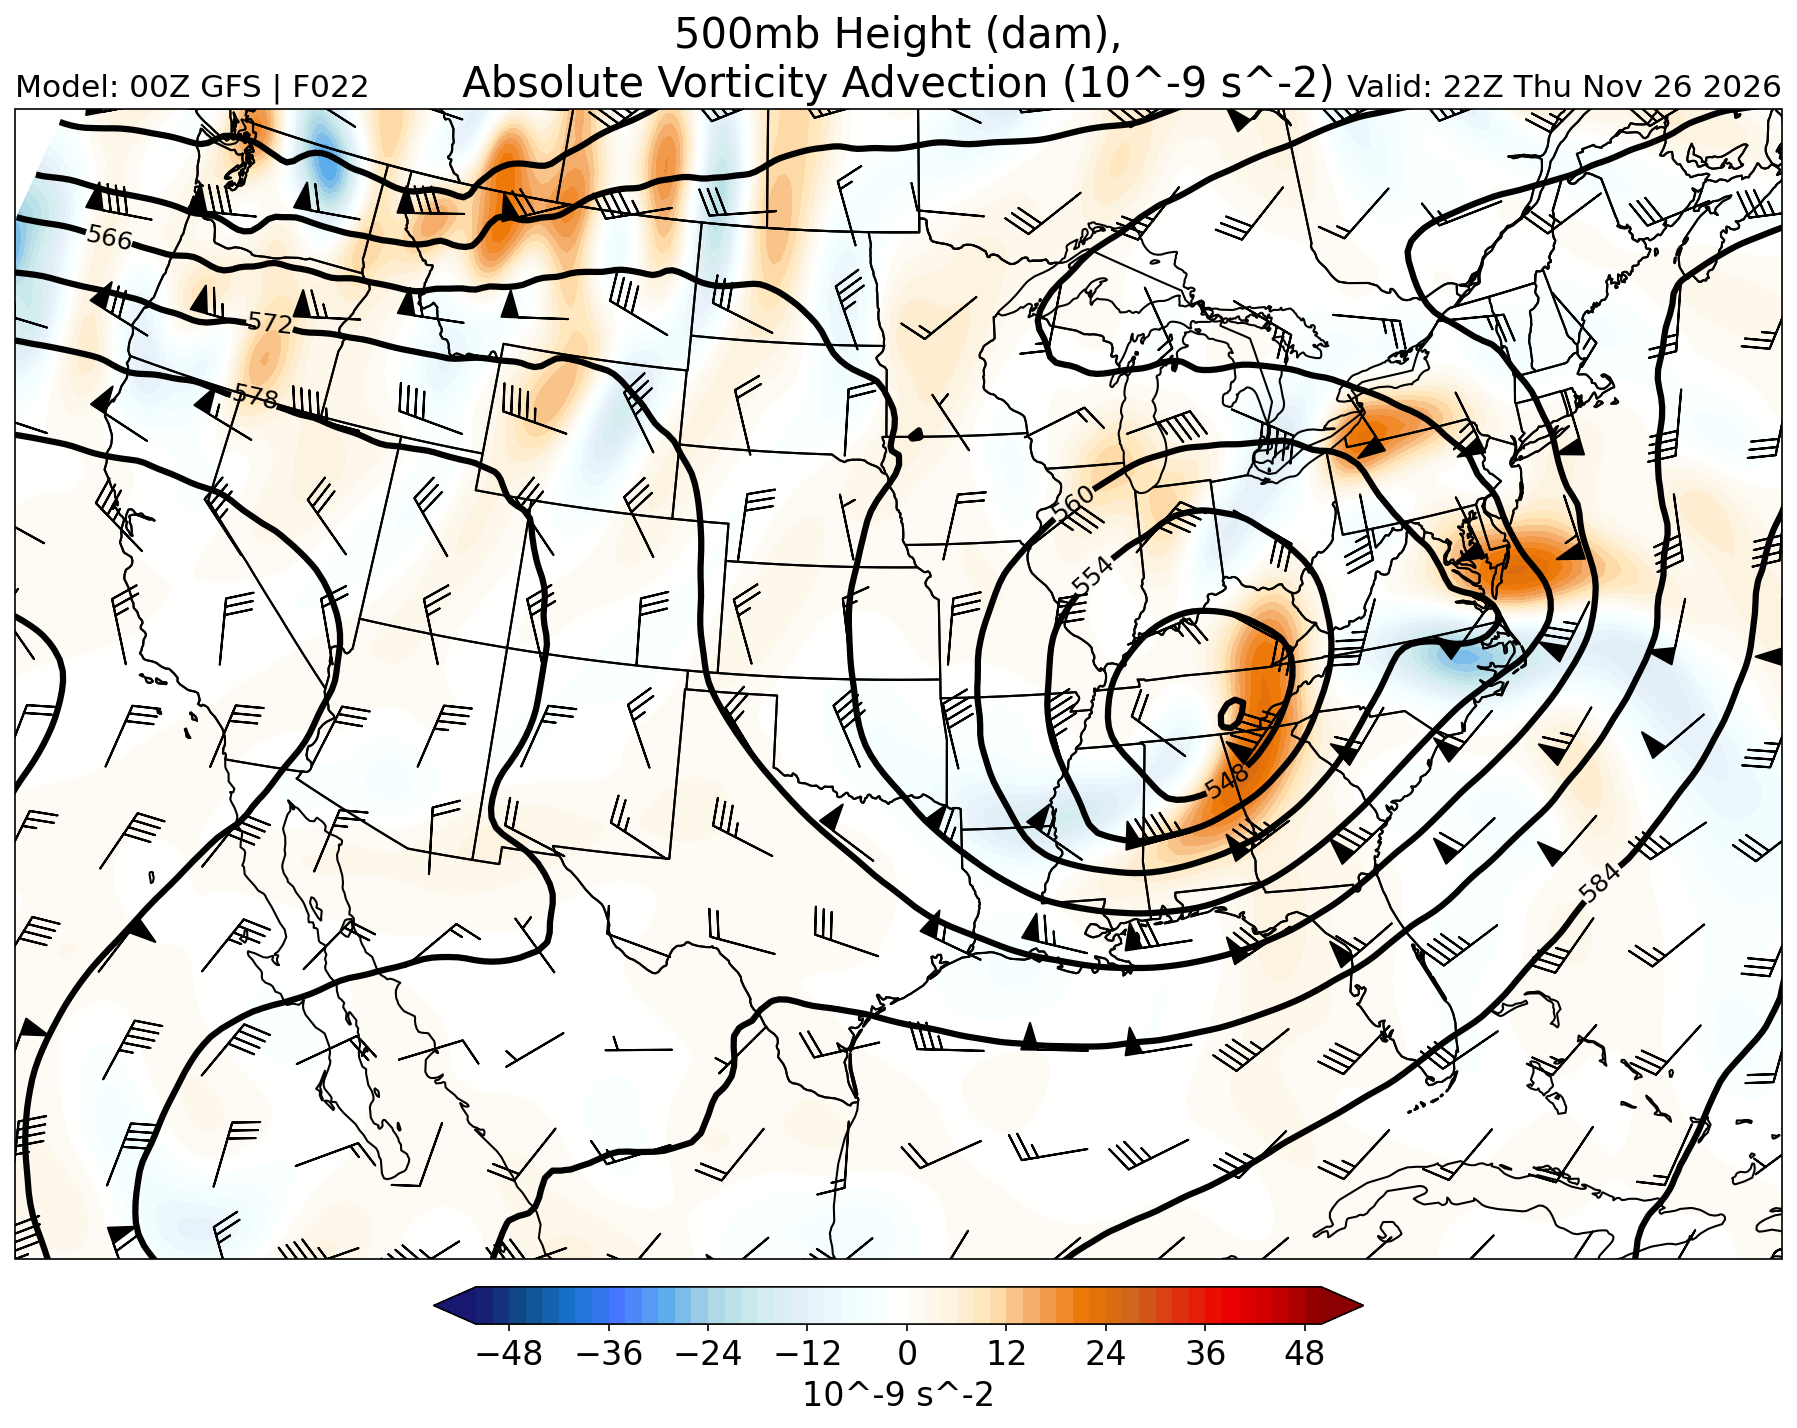 500mb Height (dam),
Model: 00Z GFS | F022 Absolute Vorticity Advection (10^-9 s^-2) Valid: 22Z Thu Nov 26 2026
566
572
578
560
554
548
584
−48 −36 −24 −12 0 12 24 36 48
10^-9 s^-2